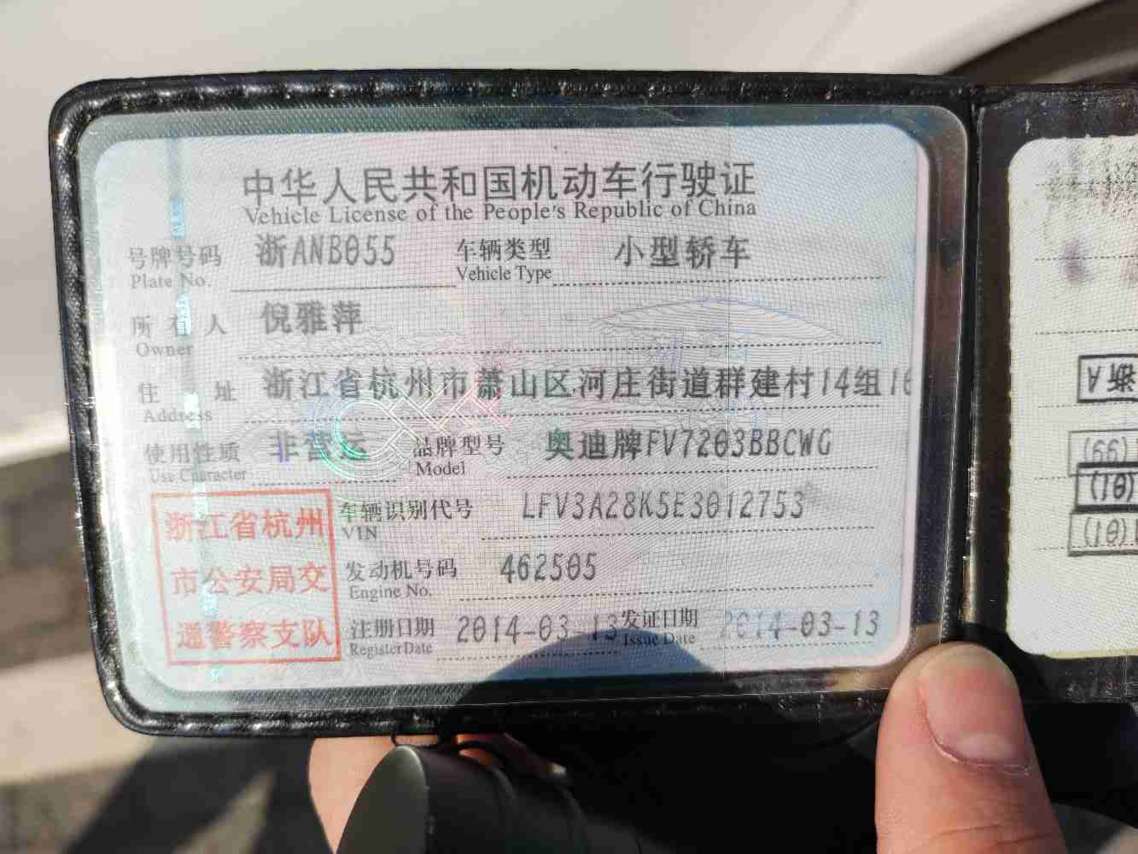 中华人民共和国机动车行驶证
Vehicle License of the People's Republic of China
号牌号码 浙ANB055 车辆类型 小型轿车
Plate No. Vehicle Type
所有人 倪雅萍
Owner
住址 浙江省杭州市萧山区河庄街道群建村14组16
Address
使用性质 非营运 品牌型号 奥迪牌FV7203BBCWG
Use Character Model
浙江省杭州
市公安局交
通警察支队
车辆识别代号 LFV3A28K5E3012753
VIN
发动机号码 462505
Engine No.
注册日期 2014-03-13 发证日期 2014-03-13
Register Date Issue Date